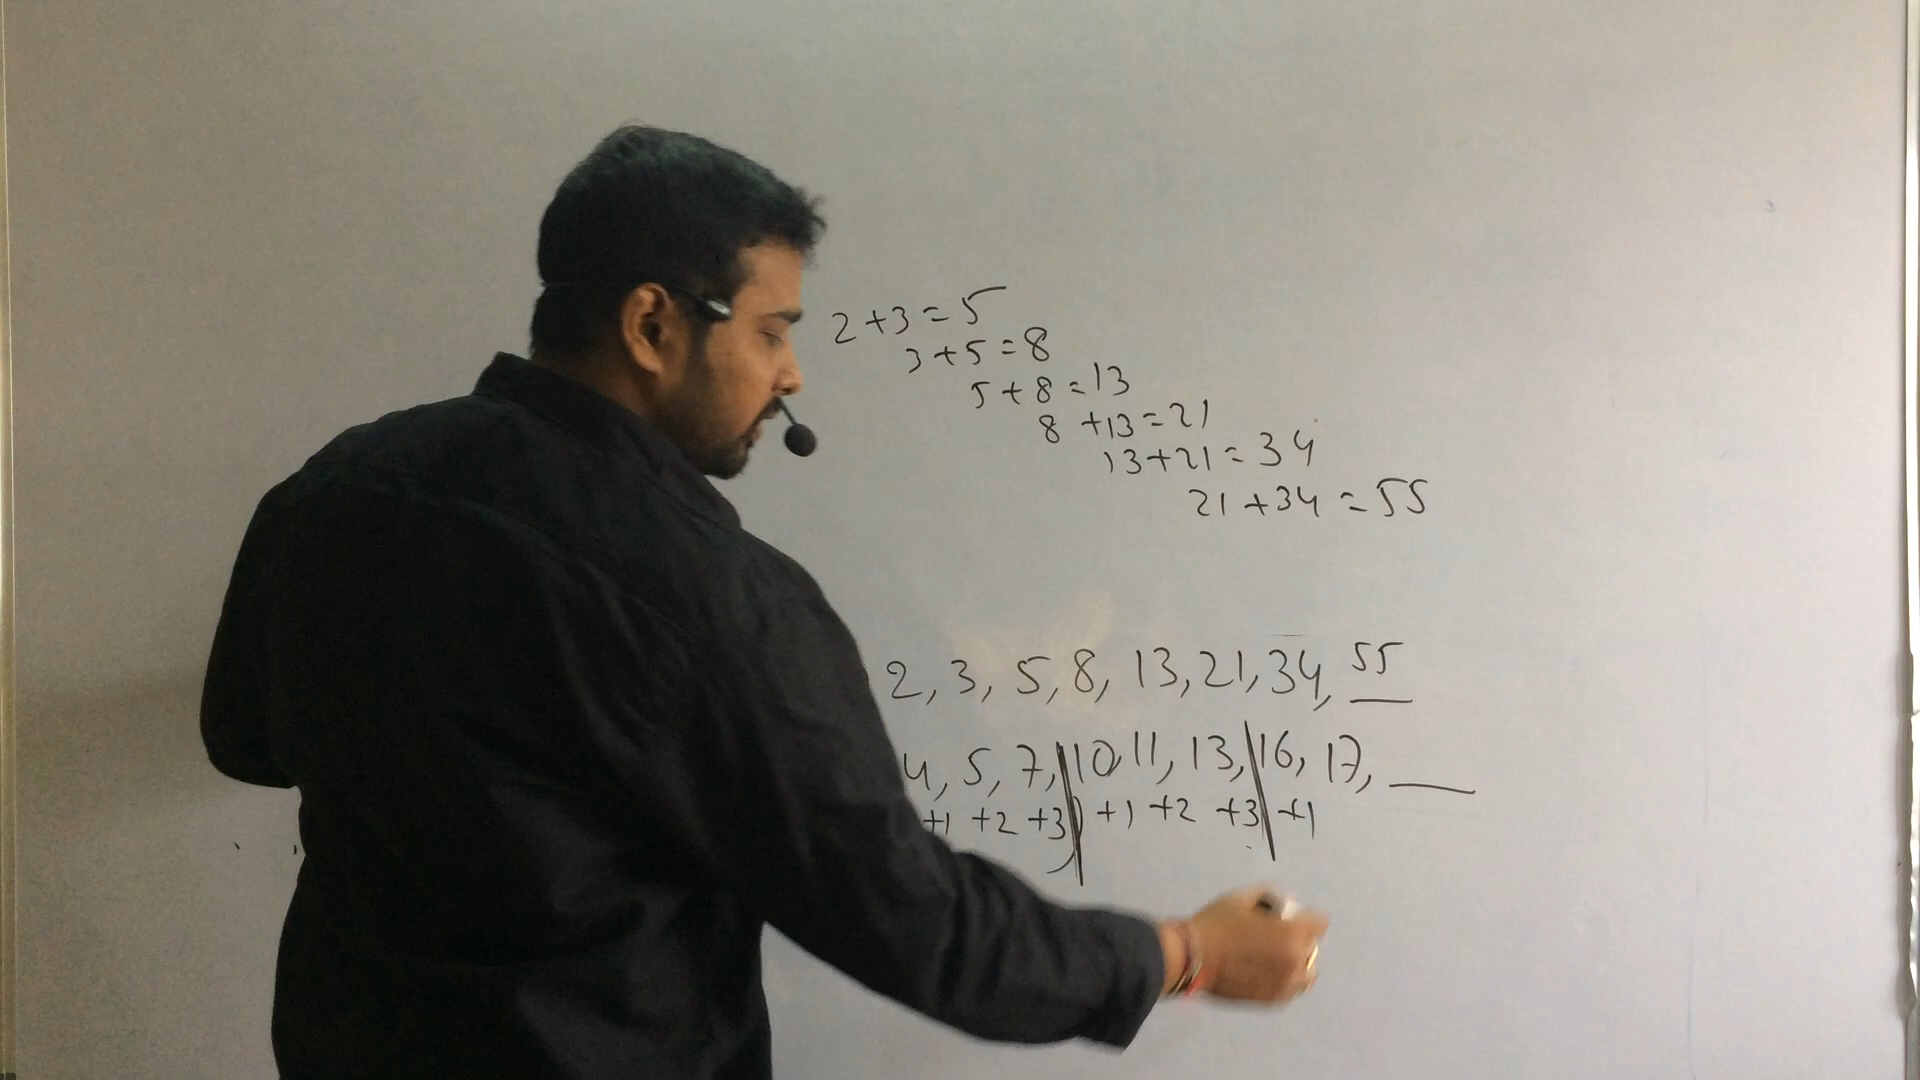 2+3=5
3+5=8
5+8=13
8+13=21
13+21=34
21+34=55
2, 3, 5, 8, 13, 21, 34, 55
4, 5, 7, 10, 11, 13, 16, 17, __
+1 +2 +3 +1 +2 +3 +1